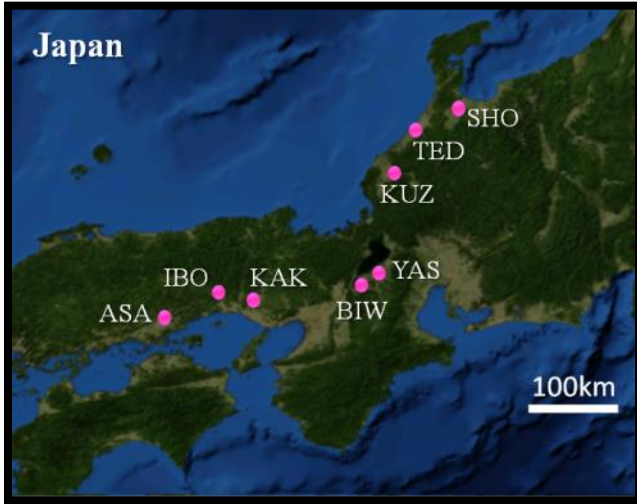 Japan
SHO
TED
KUZ
YAS
BIW
IBO
KAK
ASA
100km